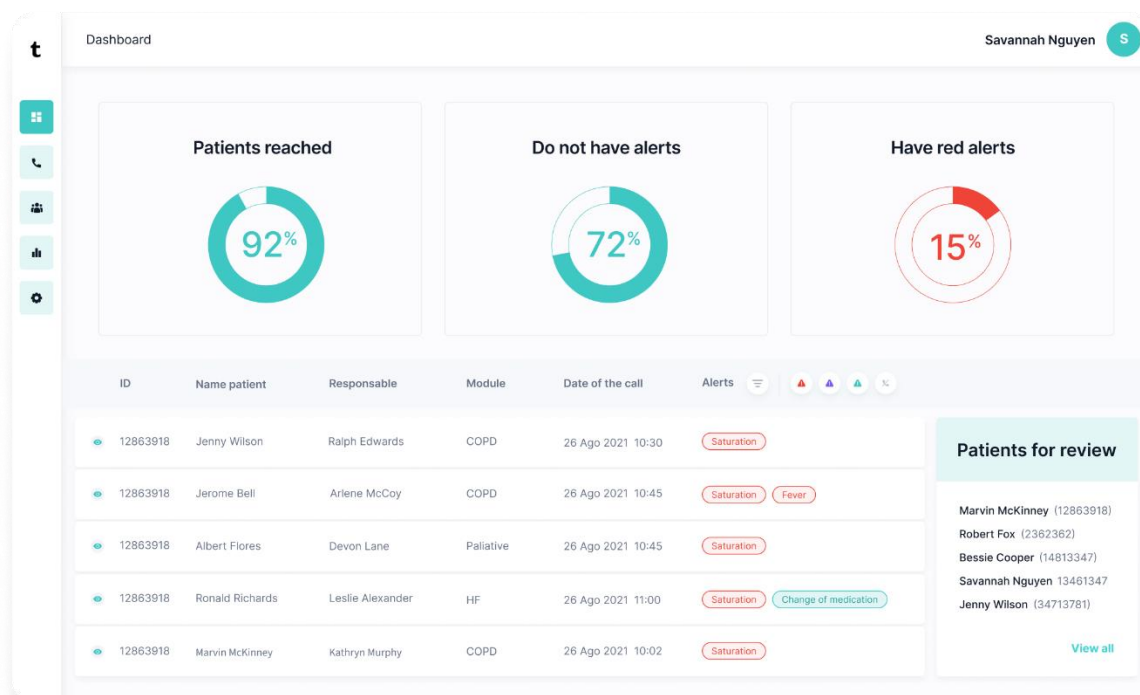 t
Dashboard
Savannah Nguyen
S
Patients reached
92%
Do not have alerts
72%
Have red alerts
15%
ID Name patient Responsable Module Date of the call Alerts %
12863918 Jenny Wilson Ralph Edwards COPD 26 Ago 2021 10:30 Saturation
12863918 Jerome Bell Arlene McCoy COPD 26 Ago 2021 10:45 Saturation Fever
12863918 Albert Flores Devon Lane Paliative 26 Ago 2021 10:45 Saturation
12863918 Ronald Richards Leslie Alexander HF 26 Ago 2021 11:00 Saturation Change of medication
12863918 Marvin McKinney Kathryn Murphy COPD 26 Ago 2021 10:02 Saturation
Patients for review
Marvin McKinney (12863918)
Robert Fox (2362362)
Bessie Cooper (14813347)
Savannah Nguyen 13461347
Jenny Wilson (34713781)
View all